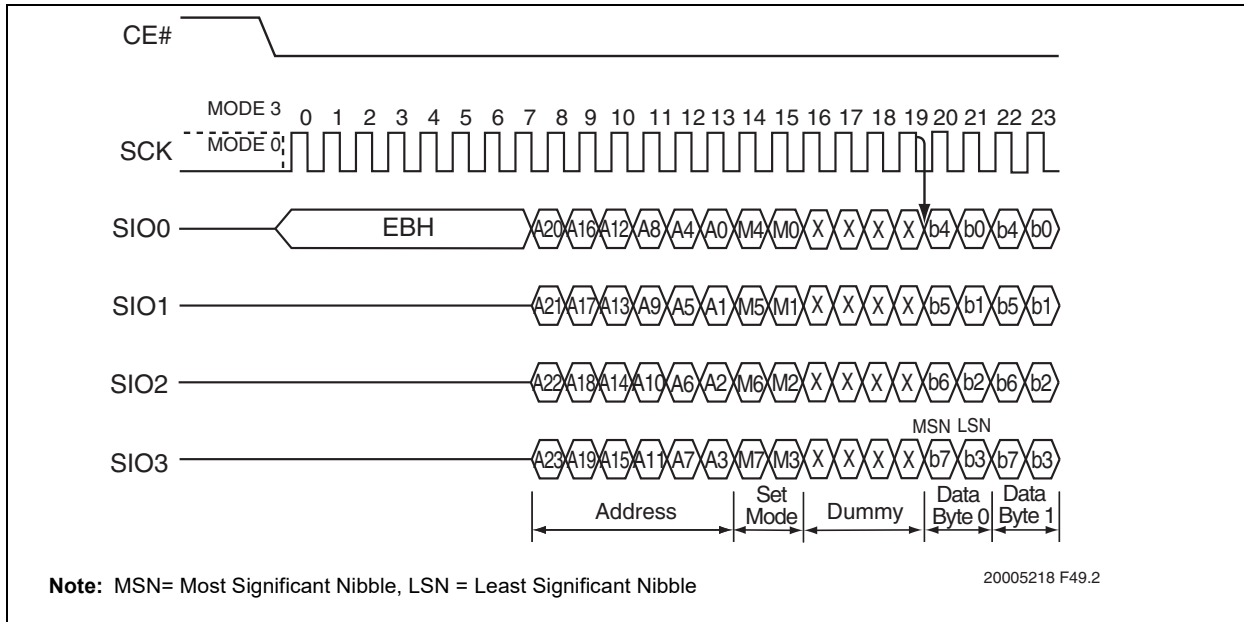 CE#
MODE 3
0 1 2 3 4 5 6 7 8 9 10 11 12 13 14 15 16 17 18 19 20 21 22 23
SCK MODE 0
SIO0 EBH A20 A16 A12 A8 A4 A0 M4 M0 X X X X b4 b0 b4 b0
SIO1 A21 A17 A13 A9 A5 A1 M5 M1 X X X X b5 b1 b5 b1
SIO2 A22 A18 A14 A10 A6 A2 M6 M2 X X X X b6 b2 b6 b2
MSN LSN
SIO3 A23 A19 A15 A11 A7 A3 M7 M3 X X X X b7 b3 b7 b3
Address Set Mode Dummy Data Byte 0 Data Byte 1
Note: MSN= Most Significant Nibble, LSN = Least Significant Nibble
20005218 F49.2